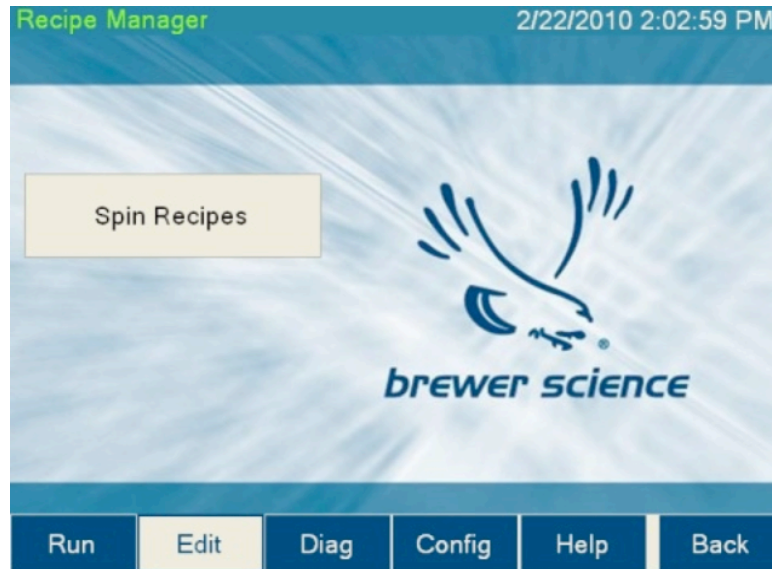 Recipe Manager 2/22/2010 2:02:59 PM
Spin Recipes
®
brewer science
Run Edit Diag Config Help Back